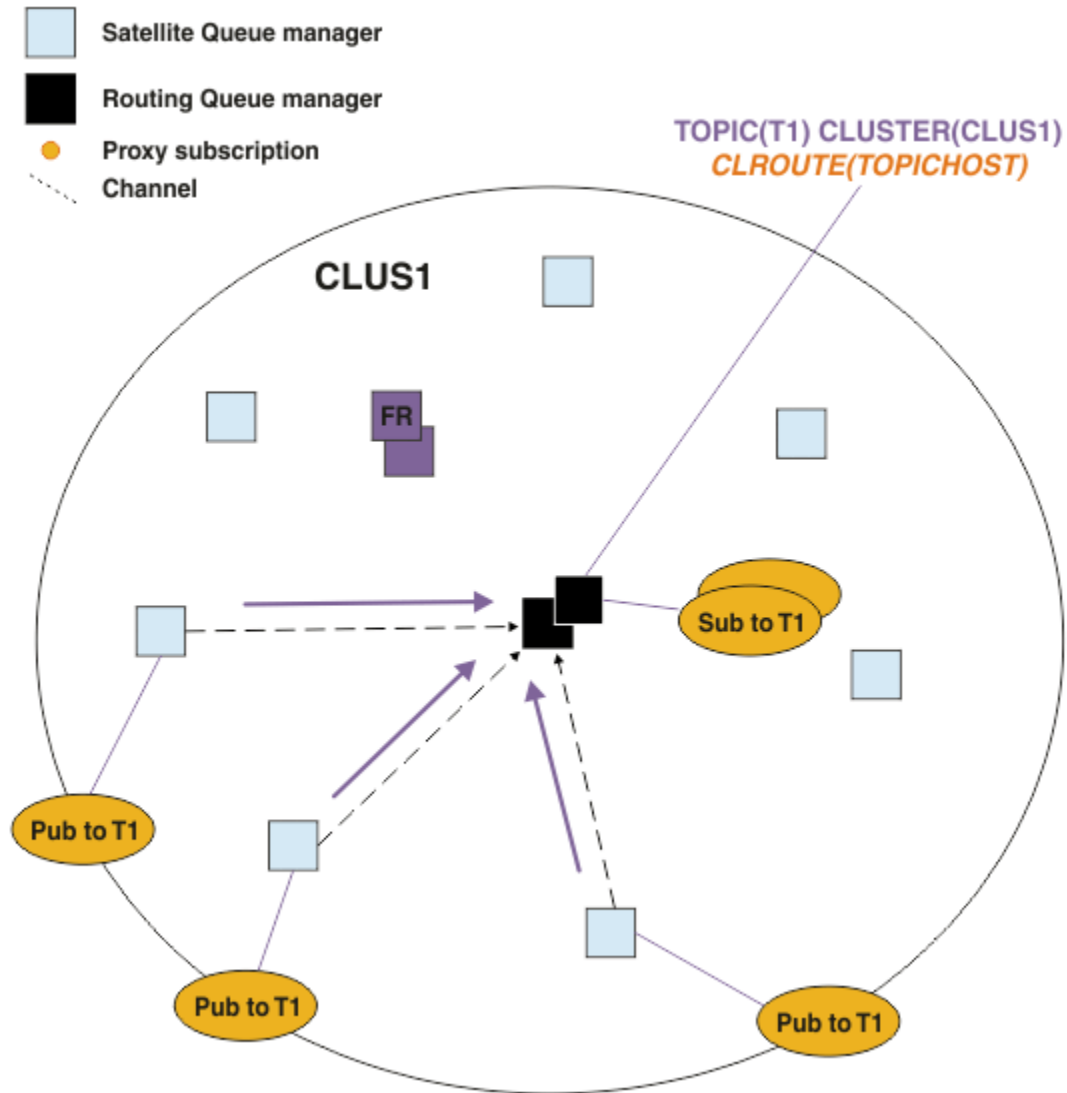 Satellite Queue manager
Routing Queue manager
Proxy subscription
Channel
TOPIC(T1) CLUSTER(CLUS1)
CLROUTE(TOPICHOST)
CLUS1
FR
Sub to T1
Pub to T1
Pub to T1
Pub to T1